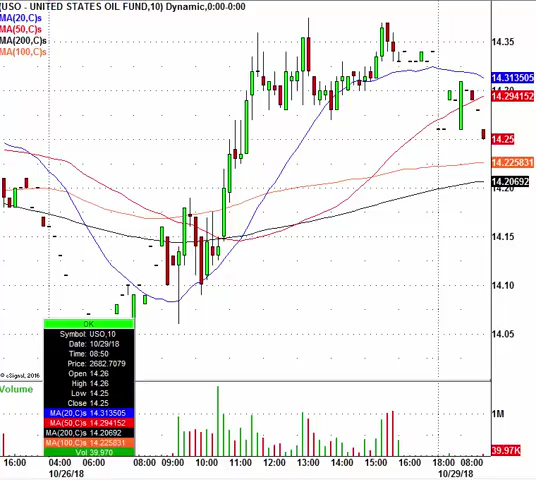 (USO - UNITED STATES OIL FUND,10) Dynamic,0:00-0:00
MA(20,C)s
MA(50,C)s
MA(200,C)s
MA(100,C)s
14.35
14.313505
14.30
14.294152
14.25
14.225831
14.20692
14.20
14.15
14.10
14.05
© eSignal, 2016
OK
Symbol: USO,10
Date: 10/29/18
Time: 08:50
Price: 2682.7079
Open 14.26
High 14.26
Low 14.25
Close 14.25
MA(20,C)s 14.313505
MA(50,C)s 14.294152
MA(200,C)s 14.20692
MA(100,C)s 14.225831
Vol 39.970
Volume
1M
39.97K
16:00 04:00 06:00 08:00 09:00 10:00 11:00 12:00 13:00 14:00 15:00 16:00 18:00 08:00
10/26/18 10/29/18